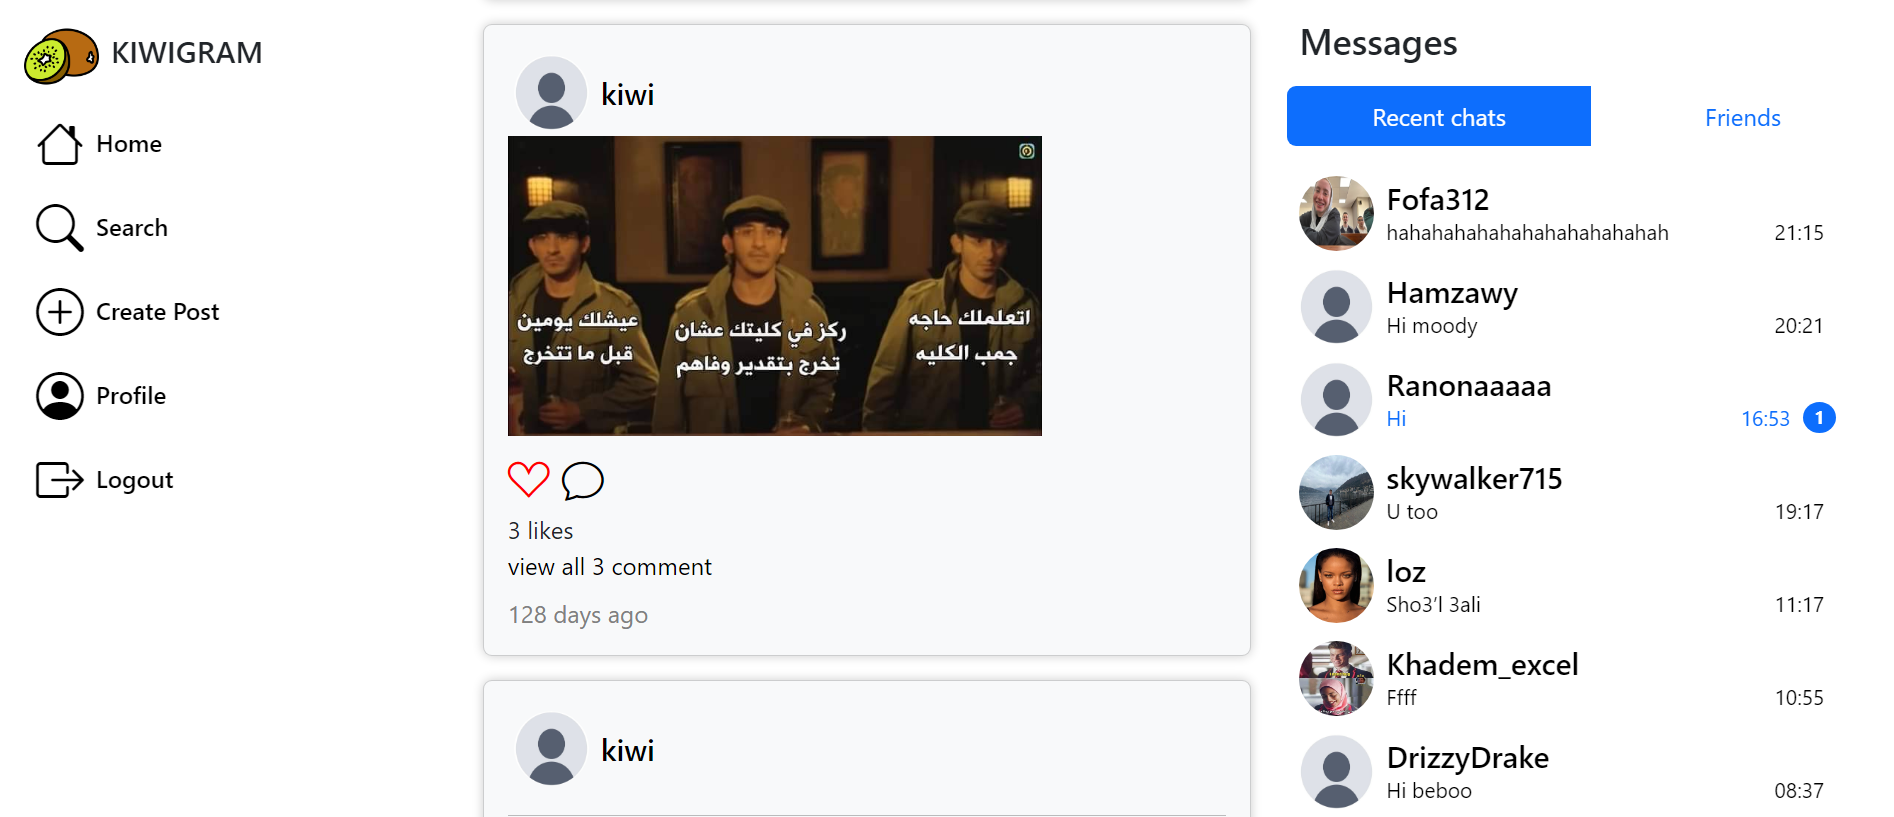 KIWIGRAM
Home
Search
Create Post
Profile
Logout
kiwi
اتعلملك حاجه
جمب الكليه
ركز في كليتك عشان
تخرج بتقدير وفاهم
عيشلك يومين
قبل ما تتخرج
3 likes
view all 3 comment
128 days ago
kiwi
Messages
Recent chats
Friends
Fofa312
hahahahahahahahahahahahah
21:15
Hamzawy
Hi moody
20:21
Ranonaaaaa
Hi
16:53
1
skywalker715
U too
19:17
loz
Sho3'l 3ali
11:17
Khadem_excel
Ffff
10:55
DrizzyDrake
Hi beboo
08:37